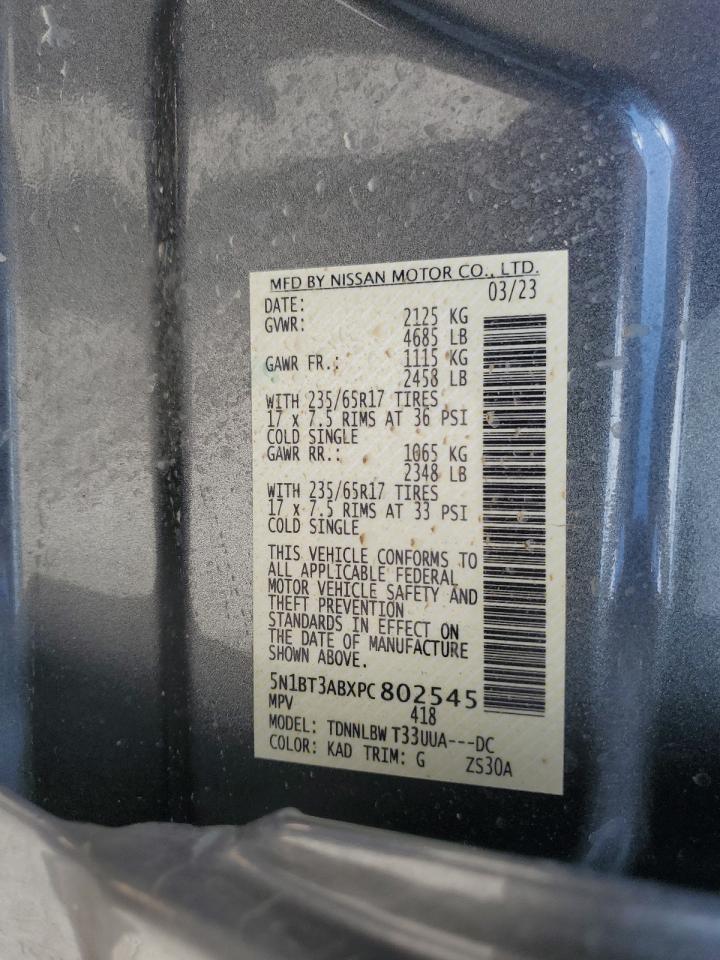 MFD BY NISSAN MOTOR CO., LTD.
DATE: 03/23
GVWR: 2125 KG
4685 LB
GAWR FR.: 1115 KG
2458 LB
WITH 235/65R17 TIRES
17 x 7.5 RIMS AT 36 PSI
COLD SINGLE
GAWR RR.: 1065 KG
2348 LB
WITH 235/65R17 TIRES
17 x 7.5 RIMS AT 33 PSI
COLD SINGLE
THIS VEHICLE CONFORMS TO
ALL APPLICABLE FEDERAL
MOTOR VEHICLE SAFETY AND
THEFT PREVENTION
STANDARDS IN EFFECT ON
THE DATE OF MANUFACTURE
SHOWN ABOVE.
5N1BT3ABXPC802545
MPV 418
MODEL: TDNNLBW T33UUA---DC
COLOR: KAD TRIM: G ZS30A